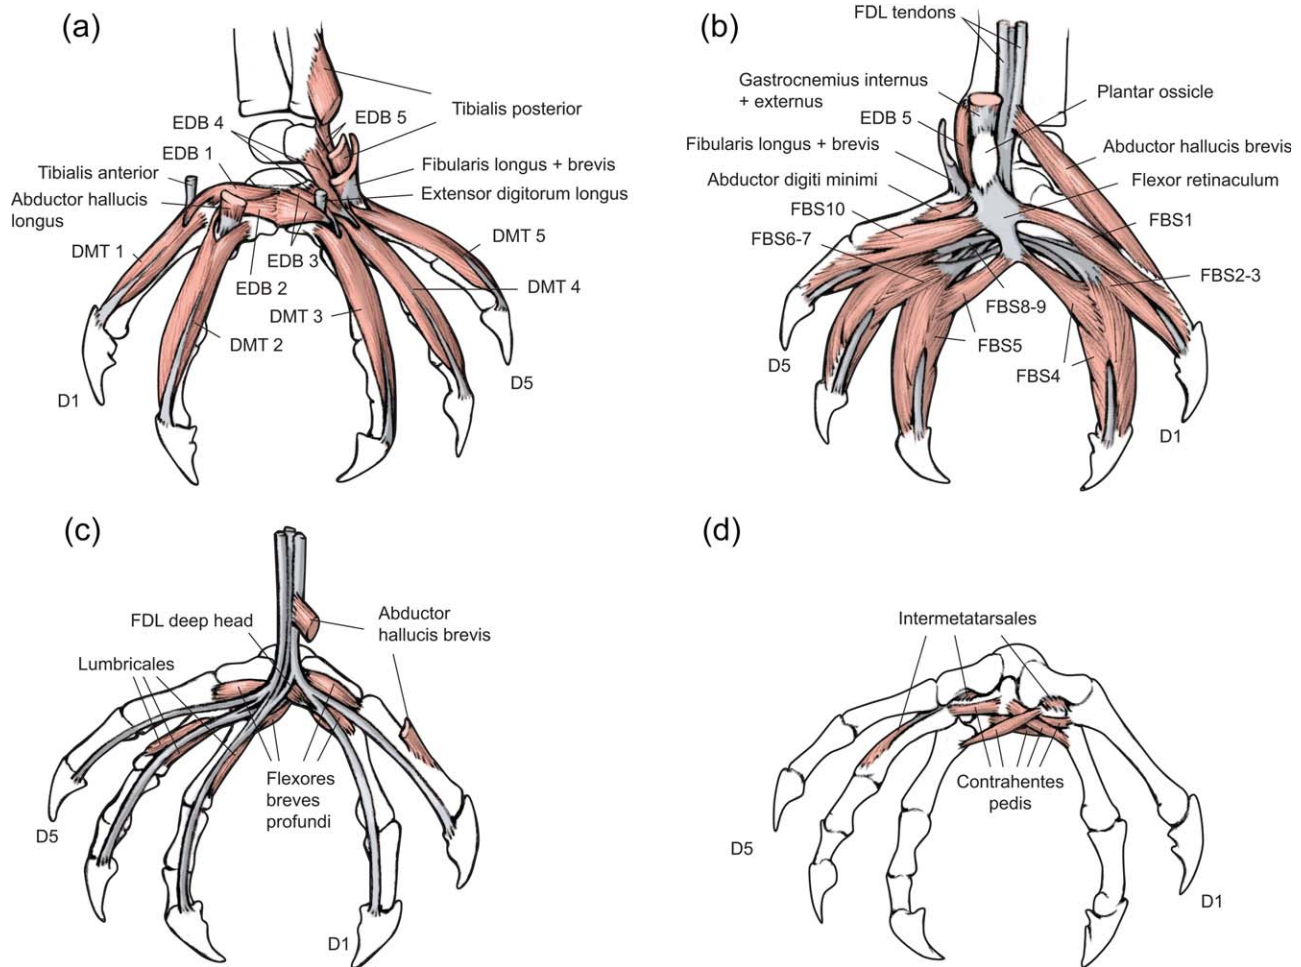 (a)
Tibialis posterior
EDB 4
EDB 5
EDB 1
Tibialis anterior
Fibularis longus + brevis
Abductor hallucis
longus
Extensor digitorum longus
DMT 1
DMT 5
EDB 3
EDB 2
DMT 4
DMT 3
DMT 2
D1
D5
(b)
FDL tendons
Gastrocnemius internus
+ externus
Plantar ossicle
EDB 5
Fibularis longus + brevis
Abductor hallucis brevis
Abductor digiti minimi
Flexor retinaculum
FBS10
FBS1
FBS6-7
FBS2-3
FBS8-9
D5
FBS5
FBS4
D1
(c)
FDL deep head
Abductor
hallucis brevis
Lumbricales
Flexores
breves
profundi
D5
D1
(d)
Intermetatarsales
Contrahentes
pedis
D5
D1